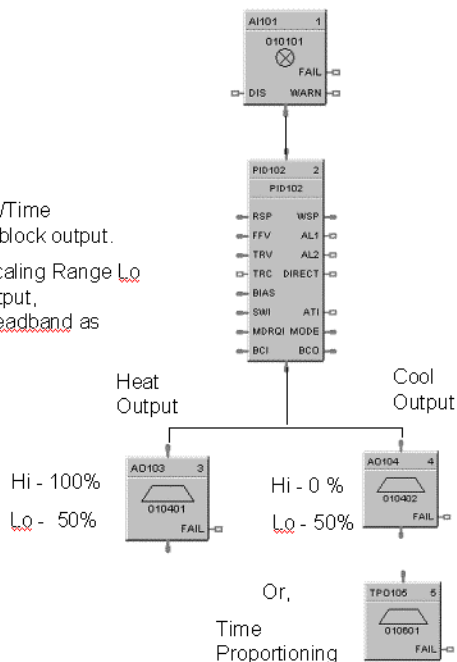 AI101 1
010101
FAIL
DIS WARN
PID102 2
PID102
RSP WSP
FFV AL1
TRV AL2
TRC DIRECT
BIAS
SWI ATI
MDRQI MODE
BCI BCO
/Time
block output.
caling Range Lo
tput,
eadband as
Heat
Output
Cool
Output
Hi - 100%
Lo - 50%
AO103 3
010401
FAIL
Hi - 0 %
Lo - 50%
AO104 4
010402
FAIL
Or,
Time
Proportioning
TPO105 5
010601
FAIL